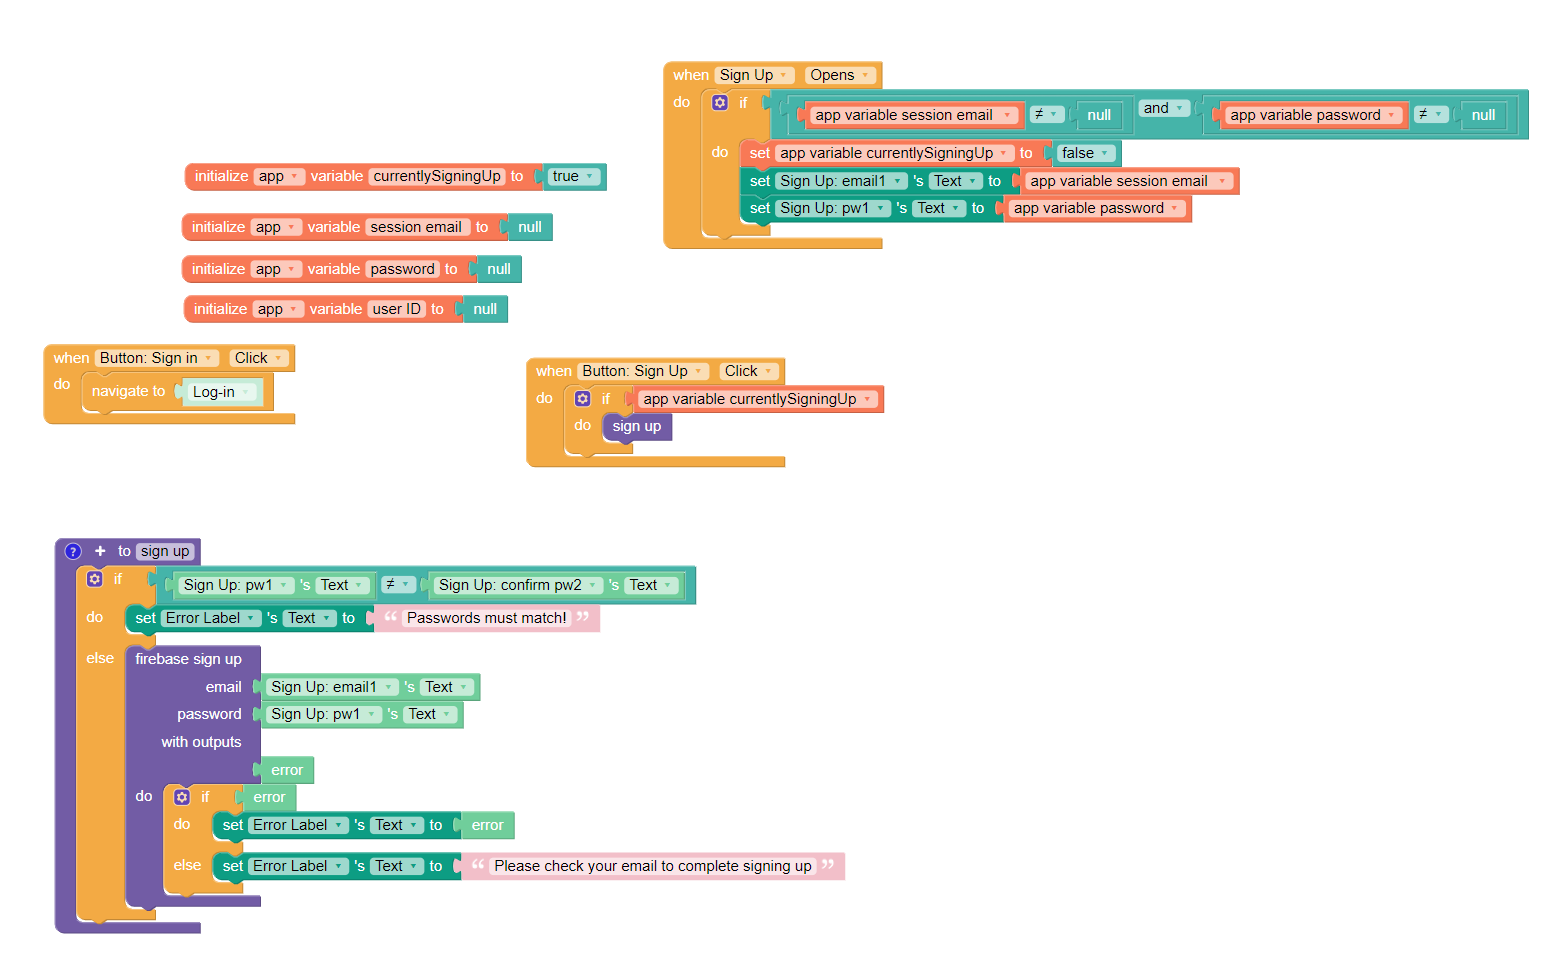 when Sign Up Opens
do if app variable session email ≠ null and app variable password ≠ null
do set app variable currentlySigningUp to false
set Sign Up: email1 's Text to app variable session email
set Sign Up: pw1 's Text to app variable password
initialize app variable currentlySigningUp to true
initialize app variable session email to null
initialize app variable password to null
initialize app variable user ID to null
when Button: Sign in Click
do navigate to Log-in
when Button: Sign Up Click
do if app variable currentlySigningUp
do sign up
? + to sign up
if Sign Up: pw1 's Text ≠ Sign Up: confirm pw2 's Text
do set Error Label 's Text to “ Passwords must match! ”
else firebase sign up
email Sign Up: email1 's Text
password Sign Up: pw1 's Text
with outputs
error
do if error
do set Error Label 's Text to error
else set Error Label 's Text to “ Please check your email to complete signing up ”